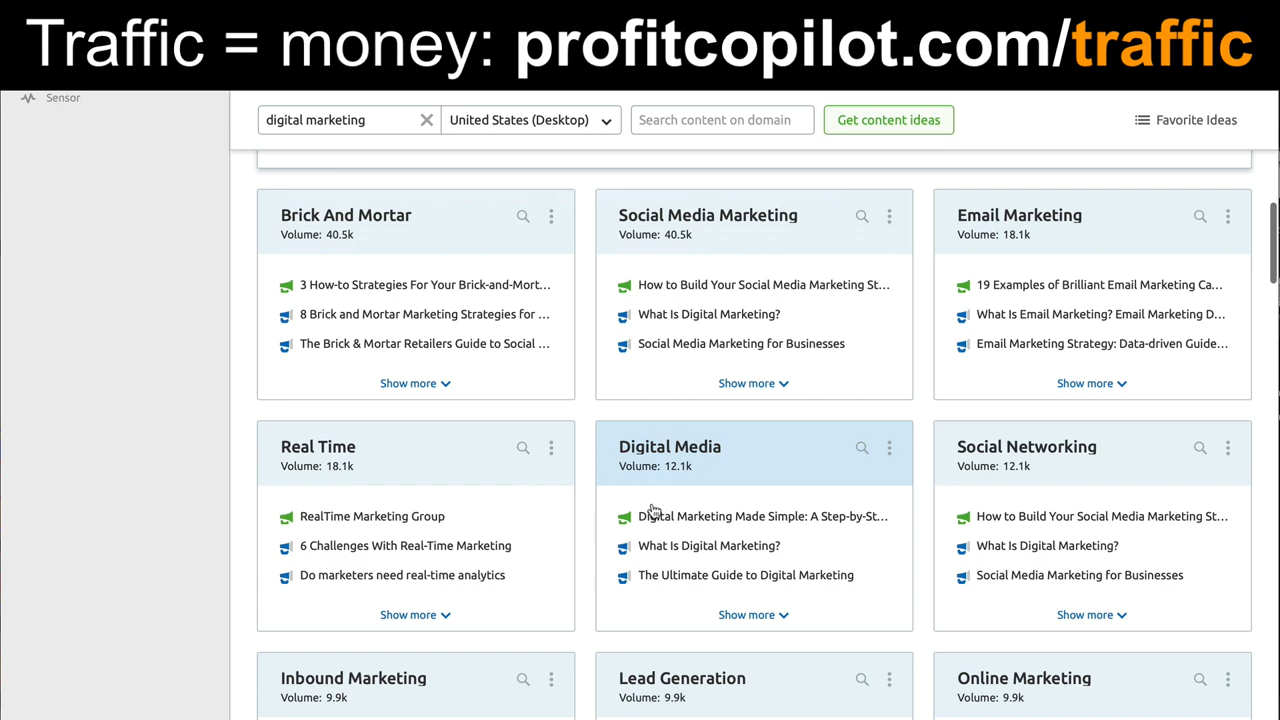 Traffic = money: profitcopilot.com/traffic
Sensor
digital marketing
United States (Desktop)
Search content on domain
Get content ideas
Favorite Ideas
Brick And Mortar
Volume: 40.5k
3 How-to Strategies For Your Brick-and-Mort...
8 Brick and Mortar Marketing Strategies for ...
The Brick & Mortar Retailers Guide to Social ...
Show more
Social Media Marketing
Volume: 40.5k
How to Build Your Social Media Marketing St...
What Is Digital Marketing?
Social Media Marketing for Businesses
Show more
Email Marketing
Volume: 18.1k
19 Examples of Brilliant Email Marketing Ca...
What Is Email Marketing? Email Marketing D...
Email Marketing Strategy: Data-driven Guide...
Show more
Real Time
Volume: 18.1k
RealTime Marketing Group
6 Challenges With Real-Time Marketing
Do marketers need real-time analytics
Show more
Digital Media
Volume: 12.1k
Digital Marketing Made Simple: A Step-by-St...
What Is Digital Marketing?
The Ultimate Guide to Digital Marketing
Show more
Social Networking
Volume: 12.1k
How to Build Your Social Media Marketing St...
What Is Digital Marketing?
Social Media Marketing for Businesses
Show more
Inbound Marketing
Volume: 9.9k
Lead Generation
Volume: 9.9k
Online Marketing
Volume: 9.9k